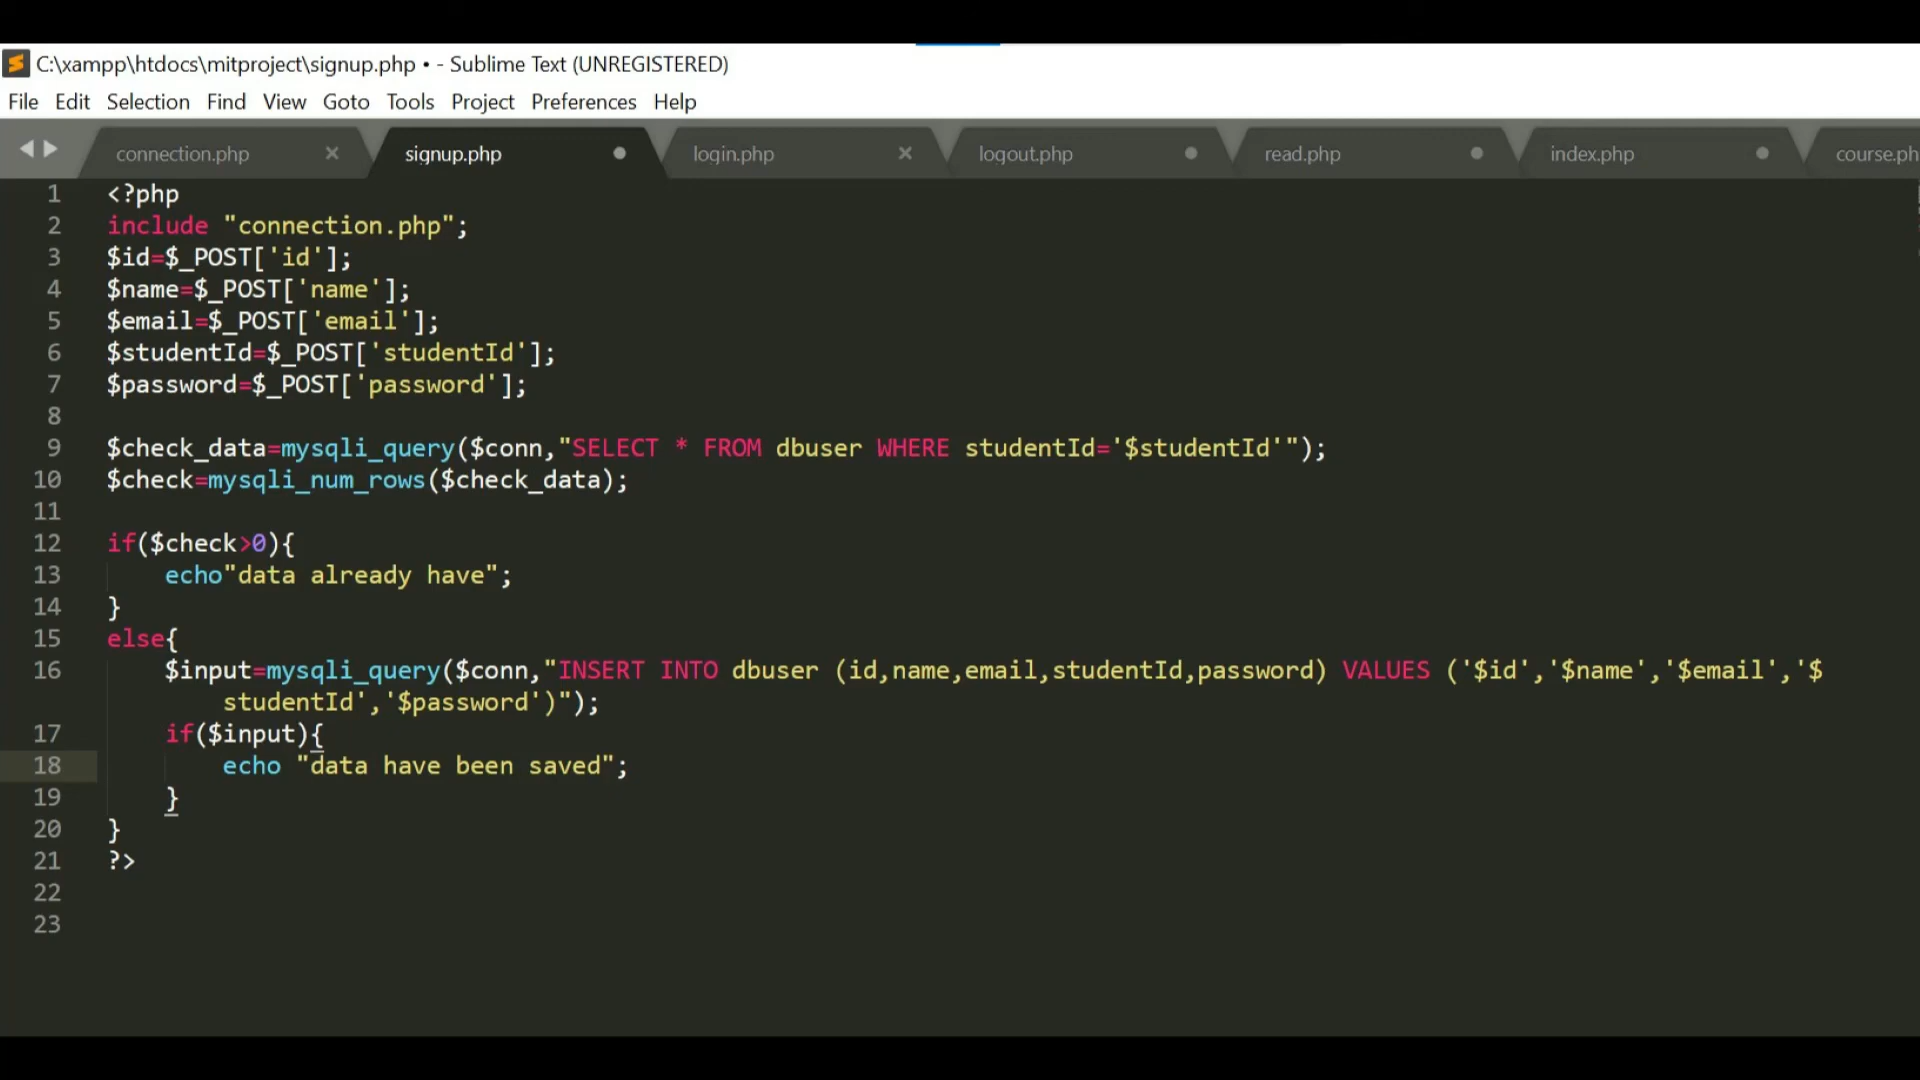 C:\xampp\htdocs\mitproject\signup.php • - Sublime Text (UNREGISTERED)
File Edit Selection Find View Goto Tools Project Preferences Help
connection.php signup.php login.php logout.php read.php index.php course.ph
1 <?php
2 include "connection.php";
3 $id=$_POST['id'];
4 $name=$_POST['name'];
5 $email=$_POST['email'];
6 $studentId=$_POST['studentId'];
7 $password=$_POST['password'];
8
9 $check_data=mysqli_query($conn,"SELECT * FROM dbuser WHERE studentId='$studentId'");
10 $check=mysqli_num_rows($check_data);
11
12 if($check>0){
13 echo"data already have";
14 }
15 else{
16 $input=mysqli_query($conn,"INSERT INTO dbuser (id,name,email,studentId,password) VALUES ('$id','$name','$email','$
studentId','$password')");
17 if($input){
18 echo "data have been saved";
19 }
20 }
21 ?>
22
23